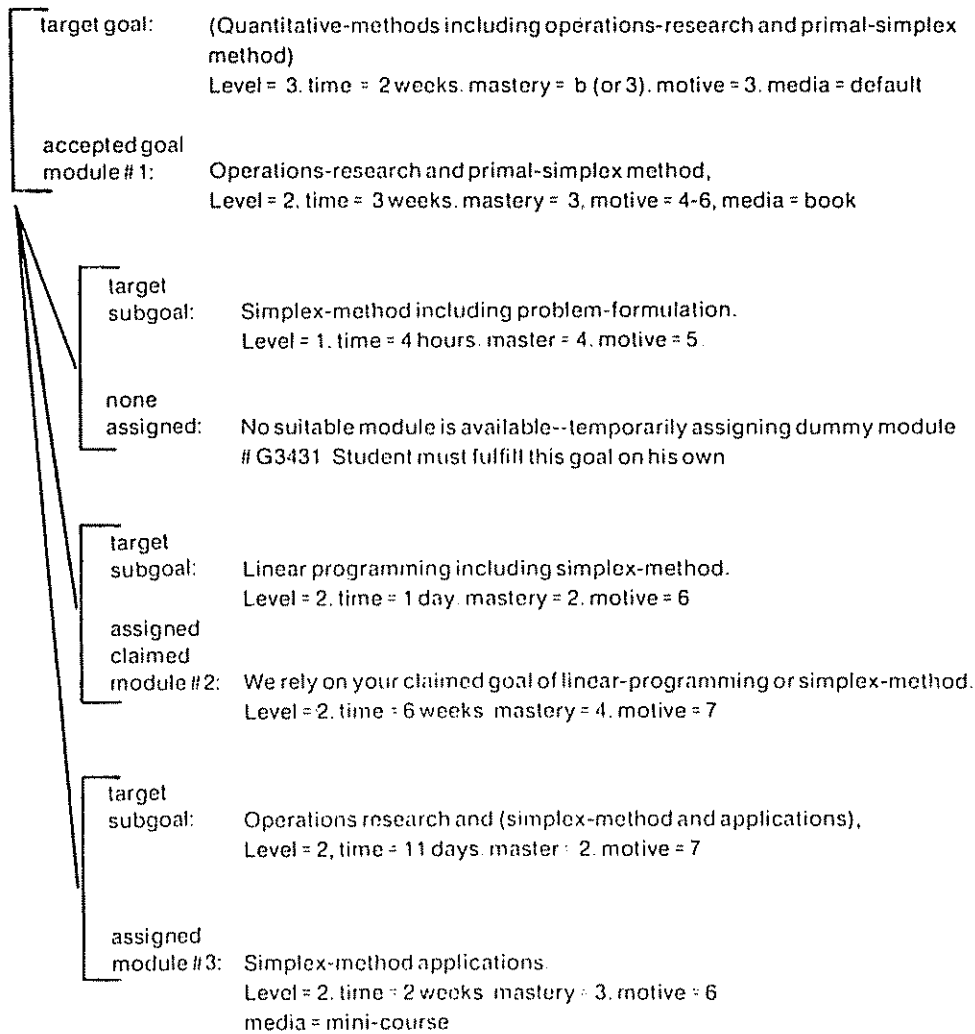 target goal: (Quantitative-methods including operations-research and primal-simplex
method)
Level = 3. time = 2 weeks. mastery = b (or 3). motive = 3. media = default
accepted goal
module # 1: Operations-research and primal-simplex method,
Level = 2. time = 3 weeks. mastery = 3, motive = 4-6, media = book
target
subgoal: Simplex-method including problem-formulation.
Level = 1. time = 4 hours. master = 4. motive = 5.
none
assigned: No suitable module is available--temporarily assigning dummy module
# G3431 Student must fulfill this goal on his own
target
subgoal: Linear programming including simplex-method.
Level = 2. time = 1 day. mastery = 2. motive = 6
assigned
claimed
module #2: We rely on your claimed goal of linear-programming or simplex-method.
Level = 2. time = 6 weeks mastery = 4. motive = 7
target
subgoal: Operations research and (simplex-method and applications),
Level = 2, time = 11 days. master = 2. motive = 7
assigned
module #3: Simplex-method applications.
Level = 2. time = 2 weeks mastery = 3. motive = 6
media = mini-course